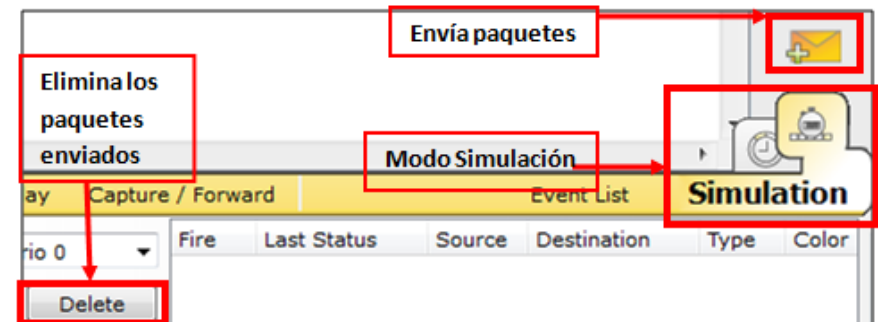 Envía paquetes
Elimina los
paquetes
enviados
Modo Simulación
ay Capture / Forward Event List Simulation
rio 0 Fire Last Status Source Destination Type Color
Delete